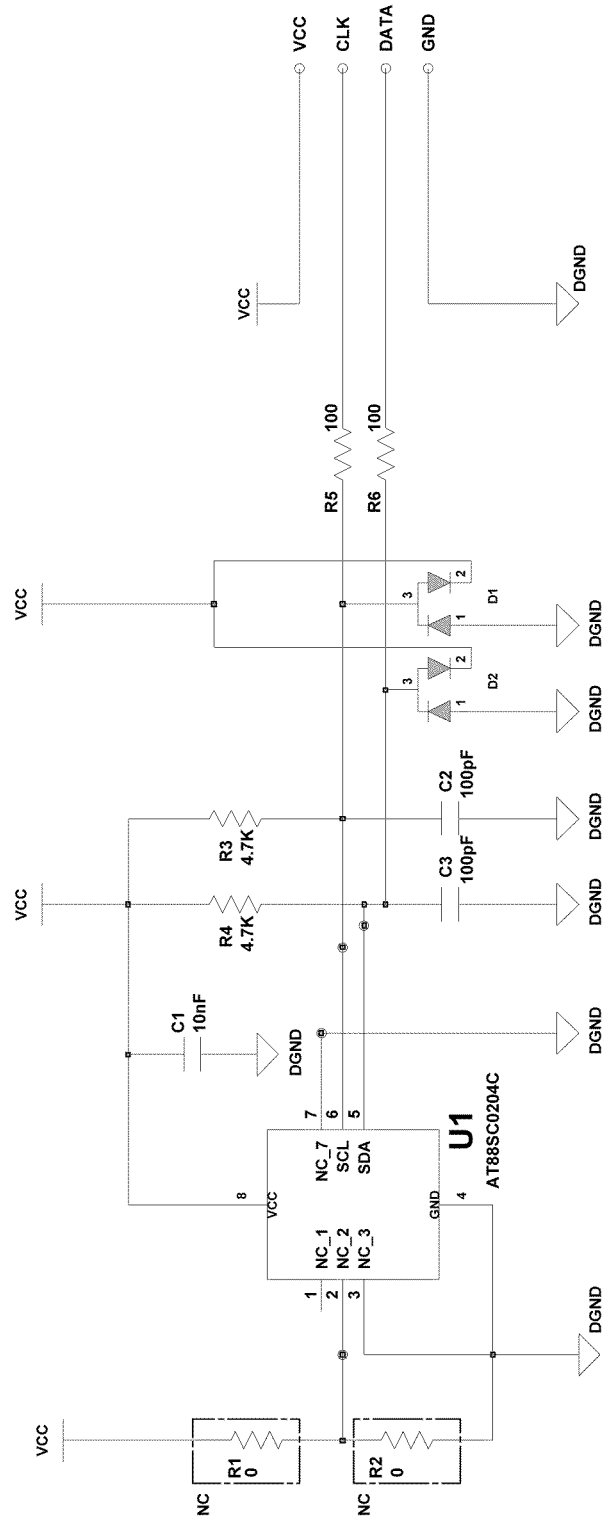 VCC
NC
R1
0
NC
R2
0
DGND
NC_1
NC_2
NC_3
1
2
3
VCC
8
GND
4
NC_7
SCL
SDA
7
6
5
U1
AT88SC0204C
C1
10nF
DGND
DGND
VCC
R4
4.7K
R3
4.7K
C3
100pF
C2
100pF
DGND
DGND
VCC
3
1
2
D2
DGND
3
1
2
D1
DGND
R5
100
R6
100
VCC
DGND
VCC
CLK
DATA
GND